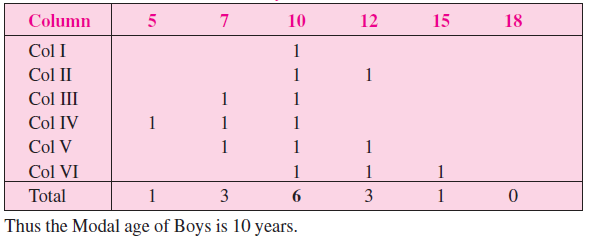 Column 5 7 10 12 15 18
Col I 1
Col II 1 1
Col III 1 1
Col IV 1 1 1
Col V 1 1 1
Col VI 1 1 1
Total 1 3 6 3 1 0
Thus the Modal age of Boys is 10 years.